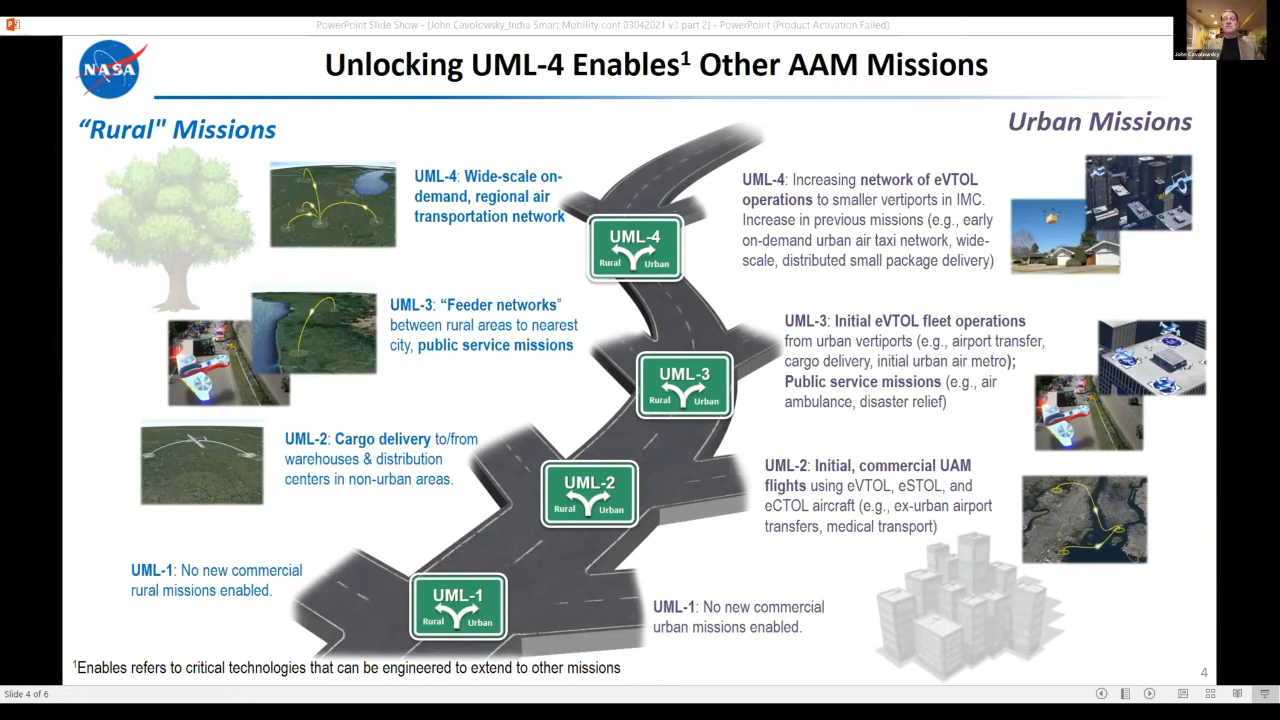 PowerPoint Slide Show - [John Cavolowsky_India Smart Mobility conf 03042021 v3 part 2] - PowerPoint (Product Activation Failed)
John Cavolowsky
NASA
Unlocking UML-4 Enables¹ Other AAM Missions
“Rural" Missions
Urban Missions
UML-4: Wide-scale on-
demand, regional air
transportation network
UML-4
Rural Urban
UML-4: Increasing network of eVTOL
operations to smaller vertiports in IMC.
Increase in previous missions (e.g., early
on-demand urban air taxi network, wide-
scale, distributed small package delivery)
UML-3: “Feeder networks”
between rural areas to nearest
city, public service missions
UML-3
Rural Urban
UML-3: Initial eVTOL fleet operations
from urban vertiports (e.g., airport transfer,
cargo delivery, initial urban air metro);
Public service missions (e.g., air
ambulance, disaster relief)
UML-2: Cargo delivery to/from
warehouses & distribution
centers in non-urban areas.
UML-2
Rural Urban
UML-2: Initial, commercial UAM
flights using eVTOL, eSTOL, and
eCTOL aircraft (e.g., ex-urban airport
transfers, medical transport)
UML-1: No new commercial
rural missions enabled.
UML-1
Rural Urban
UML-1: No new commercial
urban missions enabled.
¹Enables refers to critical technologies that can be engineered to extend to other missions
4
Slide 4 of 6